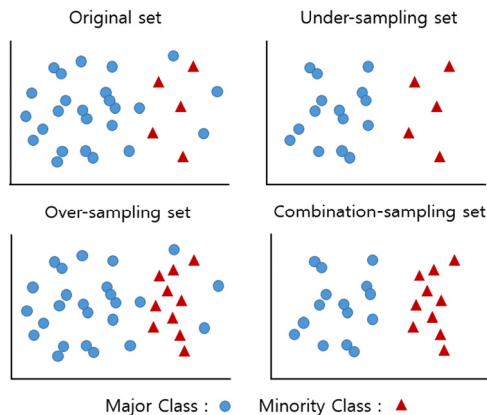 Original set
Under-sampling set
Over-sampling set
Combination-sampling set
Major Class :
Minority Class :